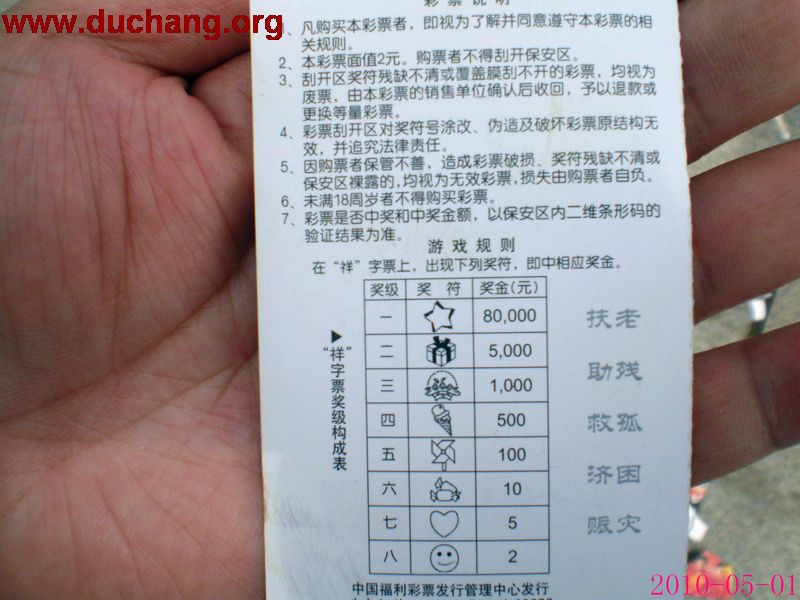 www.duchang.org
彩票说明
1、凡购买本彩票者，即视为了解并同意遵守本彩票的相
关规则。
2、本彩票面值2元。购票者不得刮开保安区。
3、刮开区奖符残缺不清或覆盖膜刮不开的彩票，均视为
废票，由本彩票的销售单位确认后收回，予以退款或
更换等量彩票。
4、彩票刮开区对奖符号涂改、伪造及破坏彩票原结构无
效，并追究法律责任。
5、因购票者保管不善，造成彩票破损、奖符残缺不清或
保安区裸露的，均视为无效彩票，损失由购票者自负。
6、未满18周岁者不得购买彩票。
7、彩票是否中奖和中奖金额，以保安区内二维条形码的
验证结果为准。
游戏规则
在“祥”字票上，出现下列奖符，即中相应奖金。
▶“祥”字票奖级构成表
奖级 奖符 奖金(元)
一 80,000
二 5,000
三 1,000
四 500
五 100
六 10
七 5
八 2
扶老
助残
救孤
济困
赈灾
中国福利彩票发行管理中心发行
2010-05-01